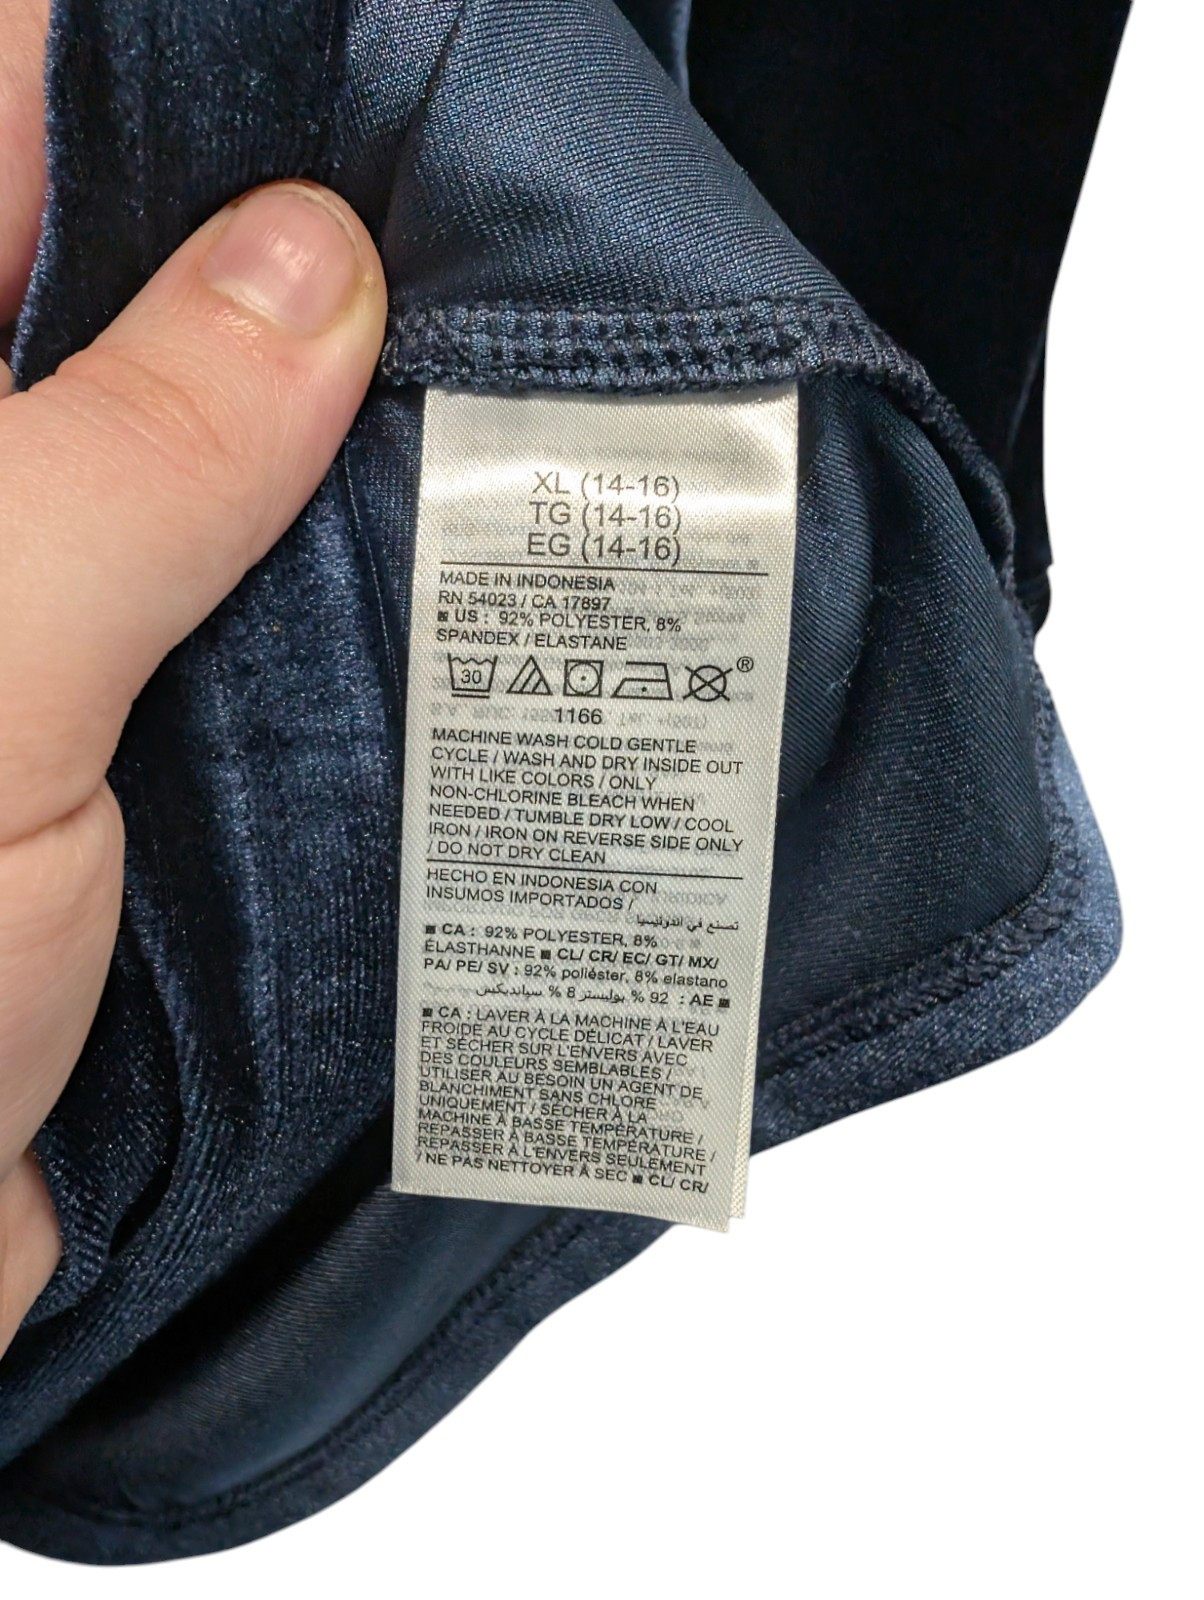 XL (14-16)
TG (14-16)
EG (14-16)
MADE IN INDONESIA
RN 54023 / CA 17897
■ US : 92% POLYESTER, 8%
SPANDEX / ELASTANE
30
®
1166
MACHINE WASH COLD GENTLE
CYCLE / WASH AND DRY INSIDE OUT
WITH LIKE COLORS / ONLY
NON-CHLORINE BLEACH WHEN
NEEDED / TUMBLE DRY LOW / COOL
IRON / IRON ON REVERSE SIDE ONLY
/ DO NOT DRY CLEAN
HECHO EN INDONESIA CON
INSUMOS IMPORTADOS /
تصنع في اندونيسيا
■ CA : 92% POLYESTER, 8%
ÉLASTHANNE ■ CL/ CR/ EC/ GT/ MX/
PA/ PE/ SV : 92% poliéster, 8% elastano
■ AE : 92 % بوليستر 8 % سبانديكس
■ CA : LAVER À LA MACHINE À L'EAU
FROIDE AU CYCLE DÉLICAT / LAVER
ET SÉCHER SUR L'ENVERS AVEC
DES COULEURS SEMBLABLES /
UTILISER AU BESOIN UN AGENT DE
BLANCHIMENT SANS CHLORE
UNIQUEMENT / SÉCHER À LA
MACHINE À BASSE TEMPÉRATURE /
REPASSER À BASSE TEMPÉRATURE /
REPASSER À L'ENVERS SEULEMENT
/ NE PAS NETTOYER À SEC ■ CL/ CR/